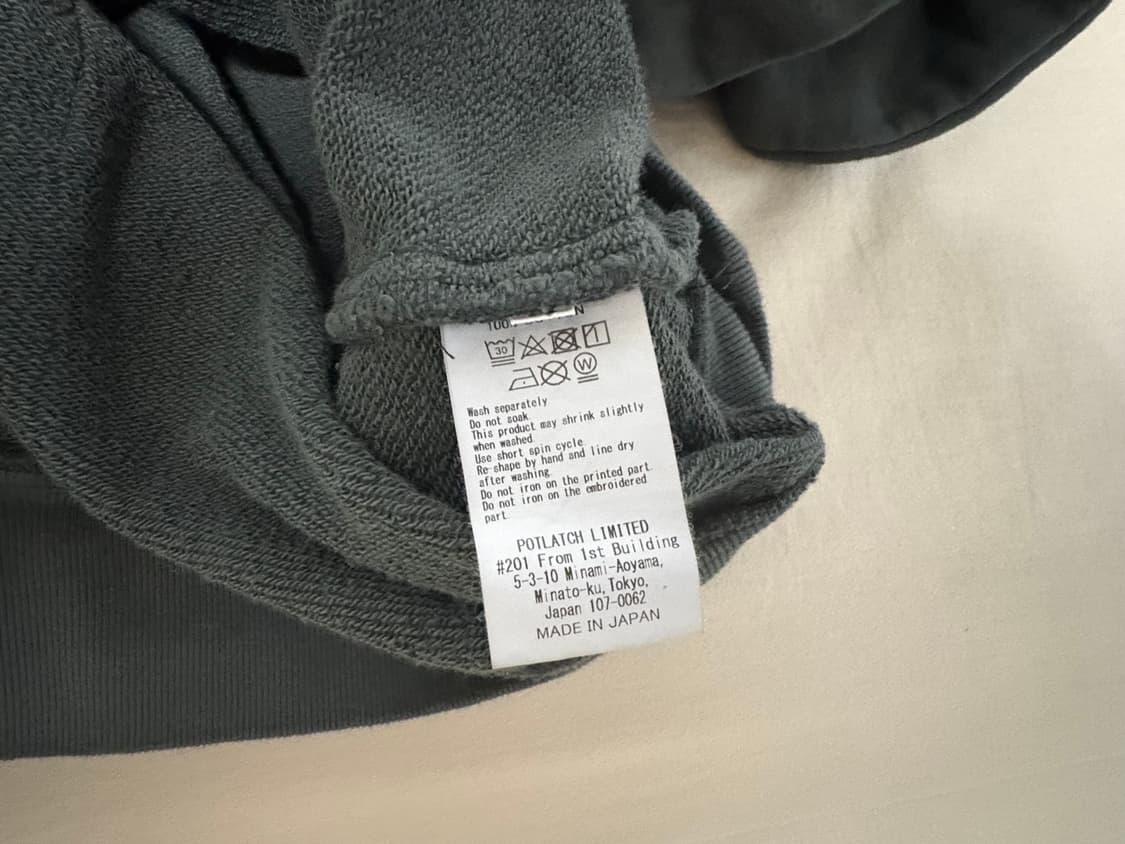 100
30
W
Wash separately
Do not soak.
This product may shrink slightly
when washed.
Use short spin cycle.
Re-shape by hand and line dry
after washing.
Do not iron on the printed part.
Do not iron on the embroidered
part.
POTLATCH LIMITED
#201 From 1st Building
5-3-10 Minami-Aoyama,
Minato-ku, Tokyo,
Japan 107-0062
MADE IN JAPAN